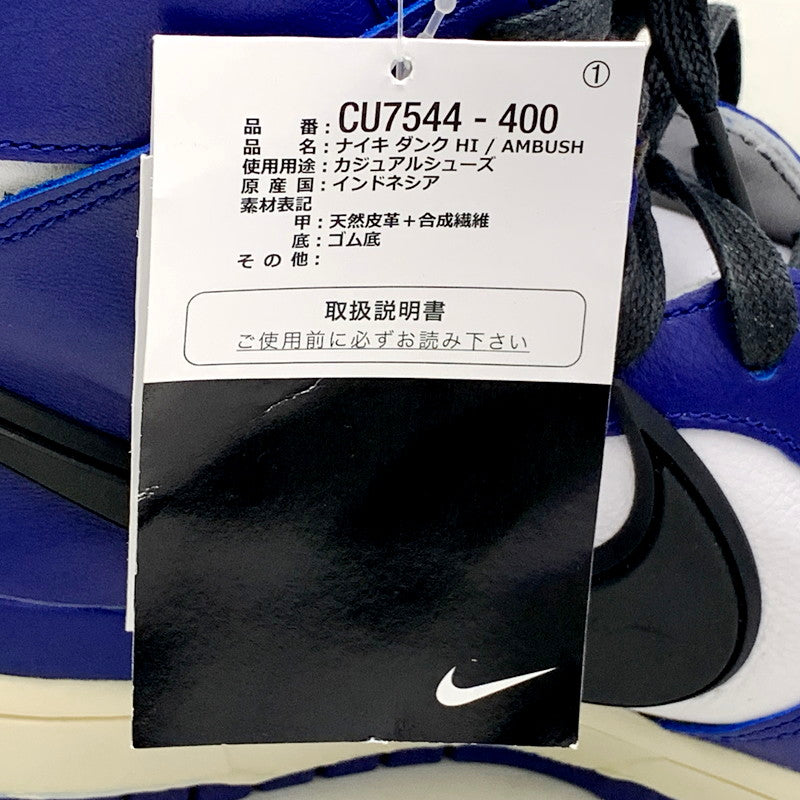 ①
品 番：CU7544 - 400
品 名：ナイキ ダンク HI / AMBUSH
使用用途：カジュアルシューズ
原産国：インドネシア
素材表記
甲：天然皮革＋合成繊維
底：ゴム底
その他：
取扱説明書
ご使用前に必ずお読み下さい